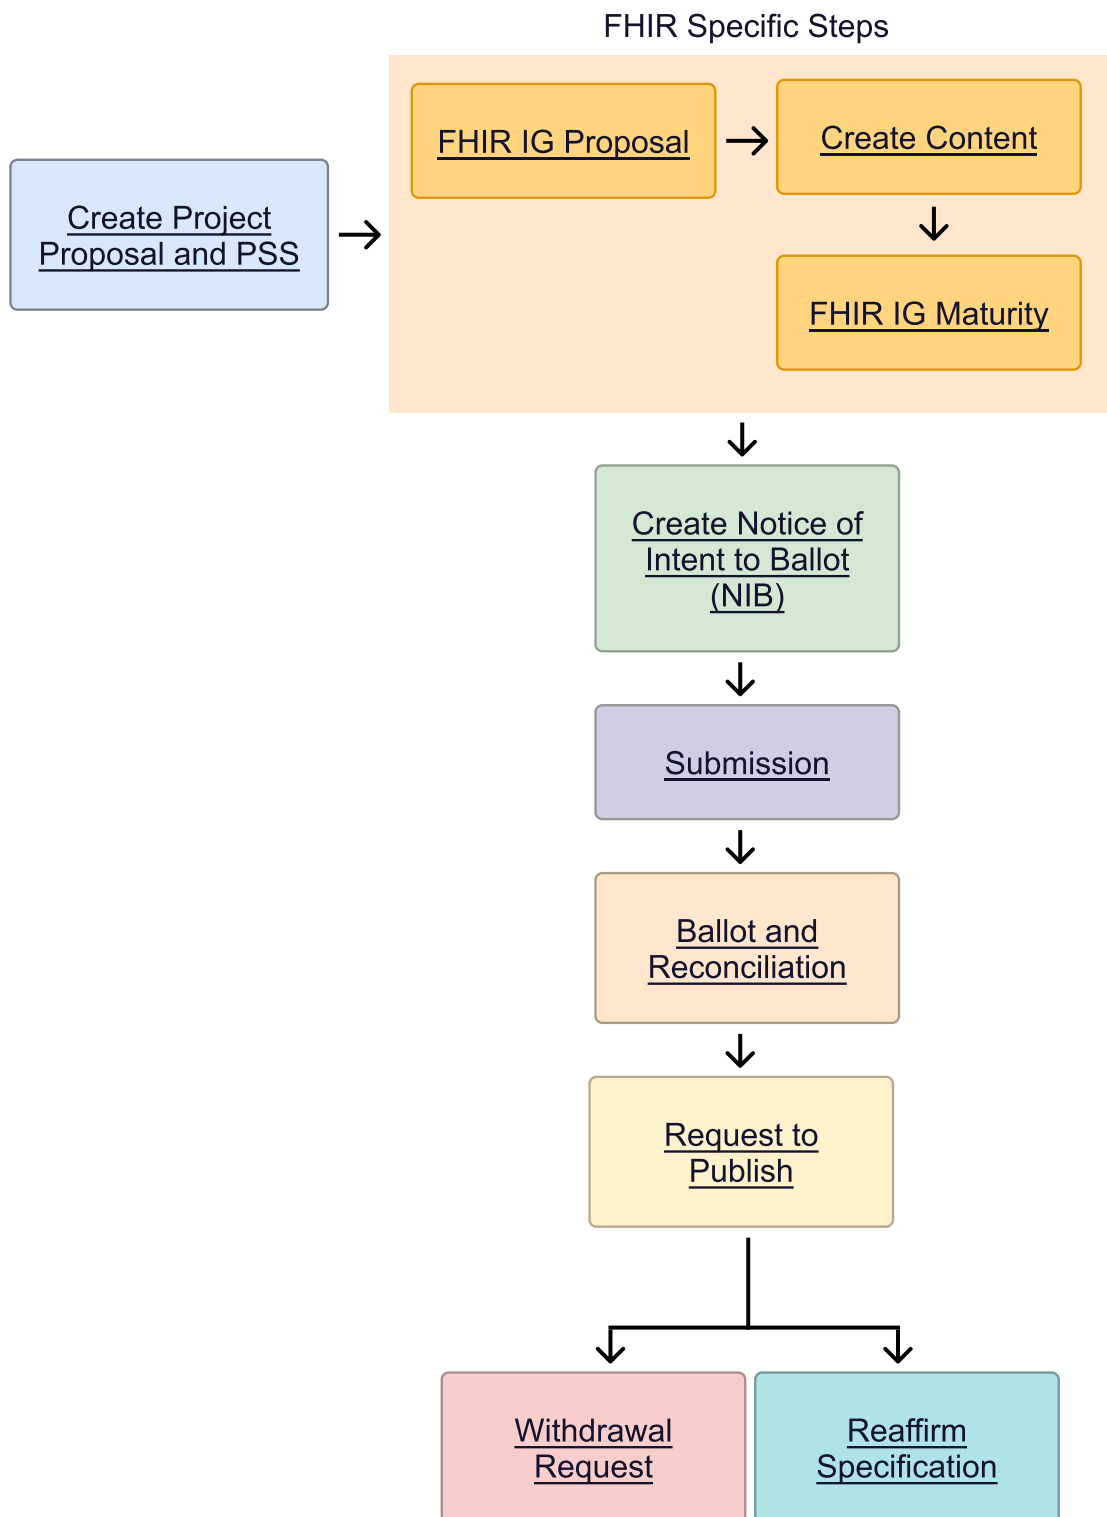 FHIR Specific Steps
FHIR IG Proposal
Create Content
Create Project
Proposal and PSS
FHIR IG Maturity
Create Notice of
Intent to Ballot
(NIB)
Submission
Ballot and
Reconciliation
Request to
Publish
Withdrawal
Request
Reaffirm
Specification